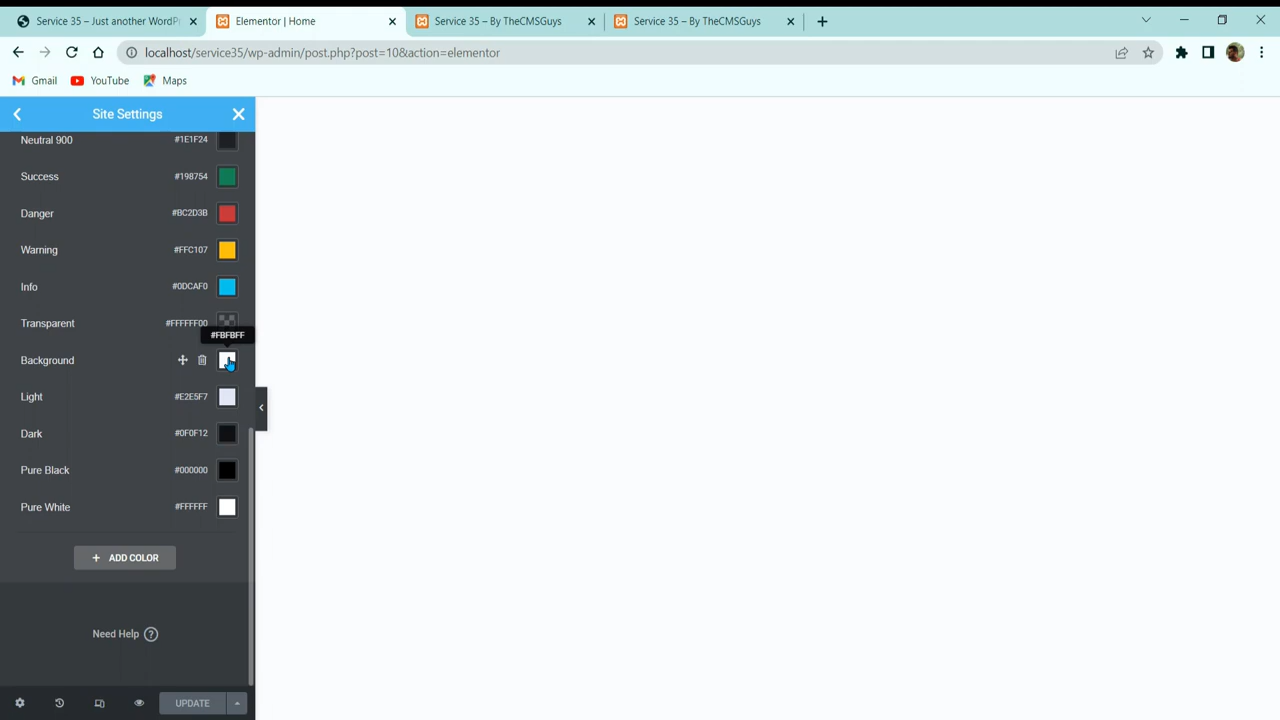 Service 35 – Just another WordPr
Elementor | Home
Service 35 – By TheCMSGuys
Service 35 – By TheCMSGuys
localhost/service35/wp-admin/post.php?post=10&action=elementor
Gmail
YouTube
Maps
Site Settings
Neutral 900 #1E1F24
Success #198754
Danger #BC2D3B
Warning #FFC107
Info #0DCAF0
Transparent #FFFFFF00
#FBFBFF
Background
Light #E2E5F7
Dark #0F0F12
Pure Black #000000
Pure White #FFFFFF
+ ADD COLOR
Need Help ?
UPDATE